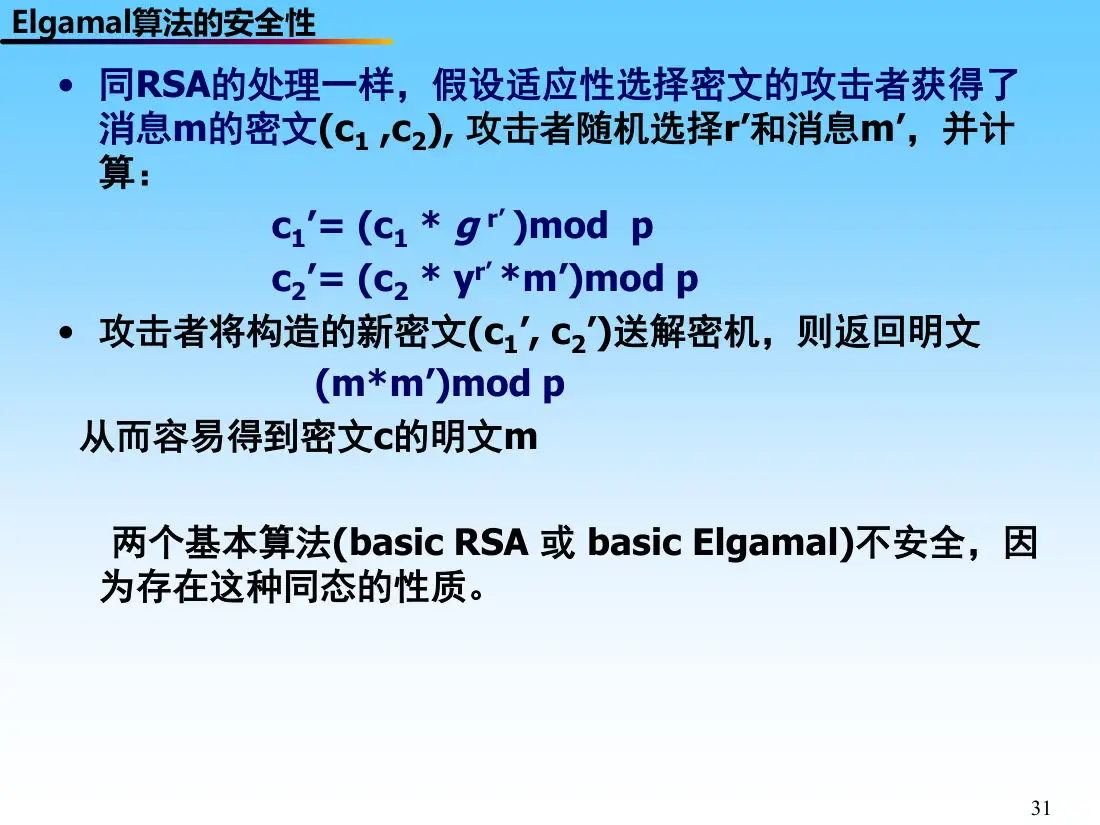 Elgamal算法的安全性
• 同RSA的处理一样，假设适应性选择密文的攻击者获得了
消息m的密文(c1 ,c2), 攻击者随机选择r’和消息m’，并计
算：
c1’= (c1 * g r’ )mod p
c2’= (c2 * yr’ *m’)mod p
• 攻击者将构造的新密文(c1’, c2’)送解密机，则返回明文
(m*m’)mod p
从而容易得到密文c的明文m
两个基本算法(basic RSA 或 basic Elgamal)不安全，因
为存在这种同态的性质。
31